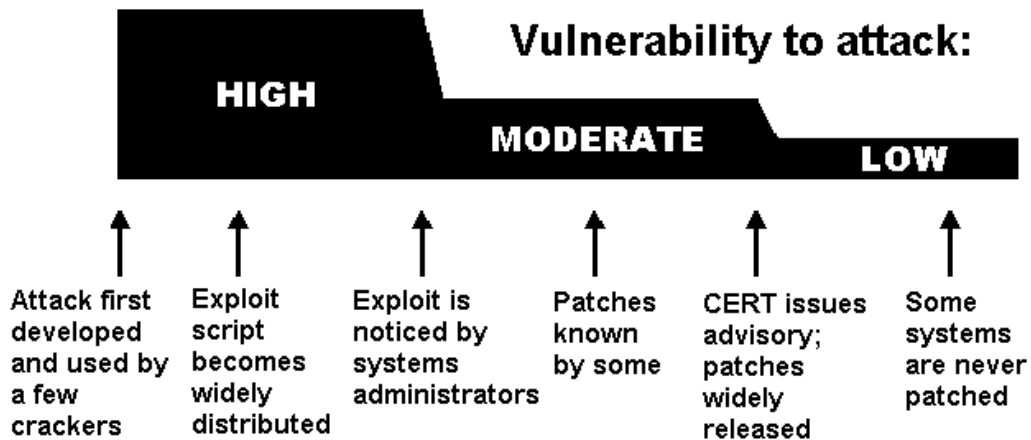 Vulnerability to attack:
HIGH
MODERATE
LOW
Attack first
developed
and used by
a few
crackers
Exploit
script
becomes
widely
distributed
Exploit is
noticed by
systems
administrators
Patches
known
by some
CERT issues
advisory;
patches
widely
released
Some
systems
are never
patched